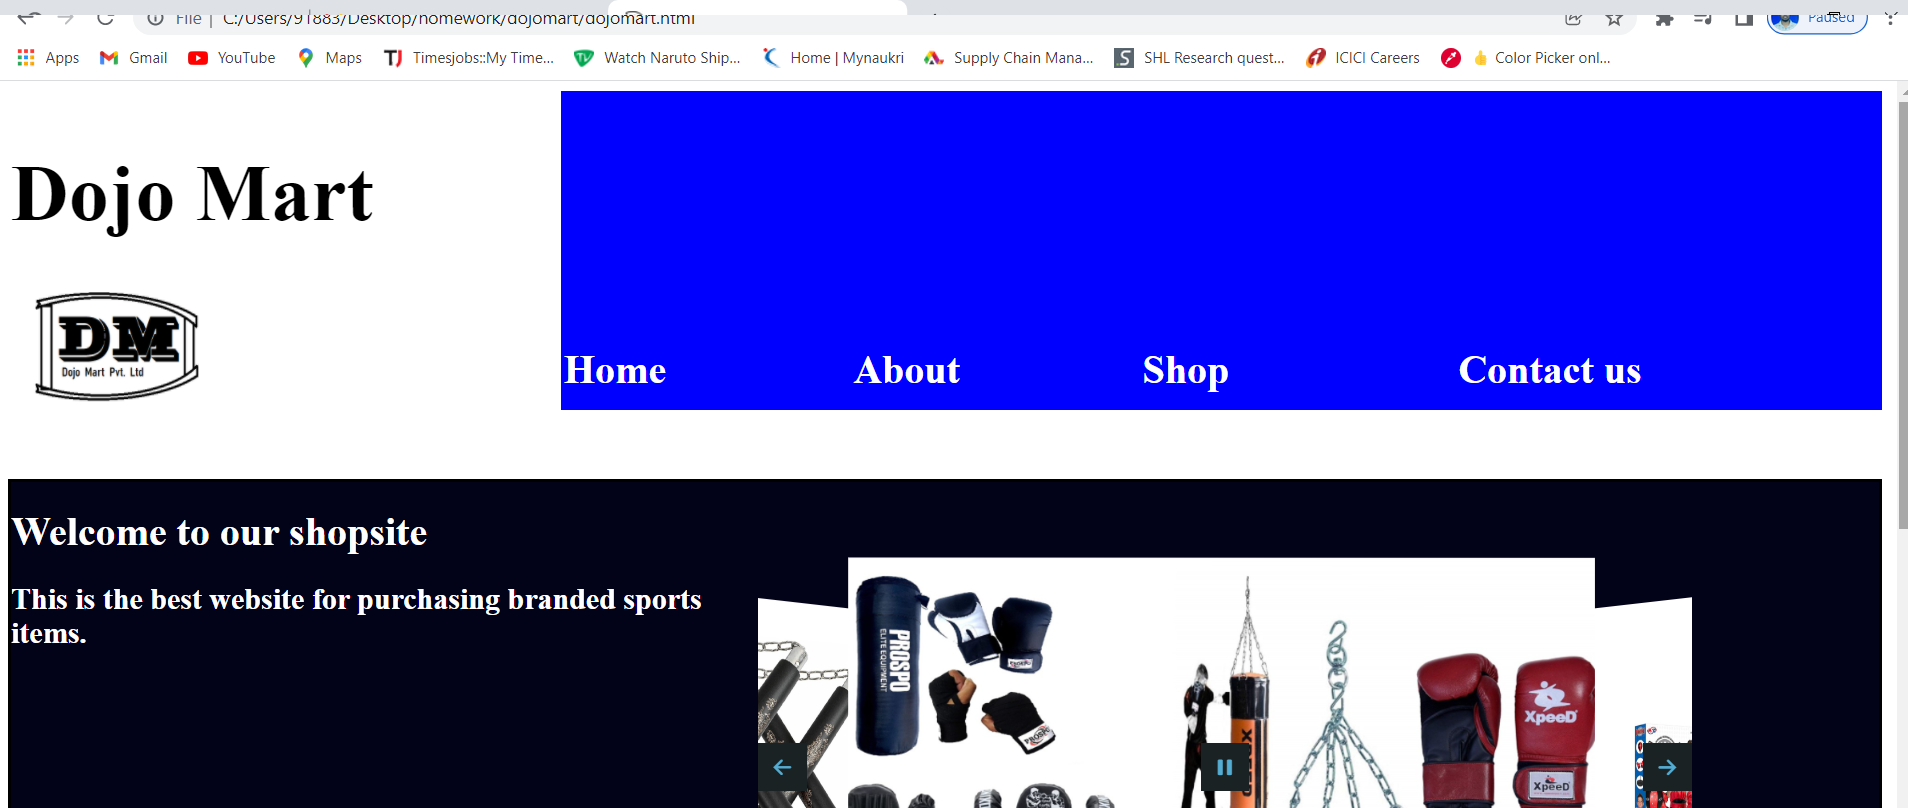 File | C:/Users/91883/Desktop/homework/dojomart/dojomart.html
Paused
Apps Gmail YouTube Maps Timesjobs::My Time... Watch Naruto Ship... Home | Mynaukri Supply Chain Mana... SHL Research quest... ICICI Careers Color Picker onl...
Dojo Mart
DM
Dojo Mart Pvt. Ltd
Home About Shop Contact us
Welcome to our shopsite
This is the best website for purchasing branded sports
items.
PROSPO
ELITE EQUIPMENT
PROSPO
XpeeD
XpeeD